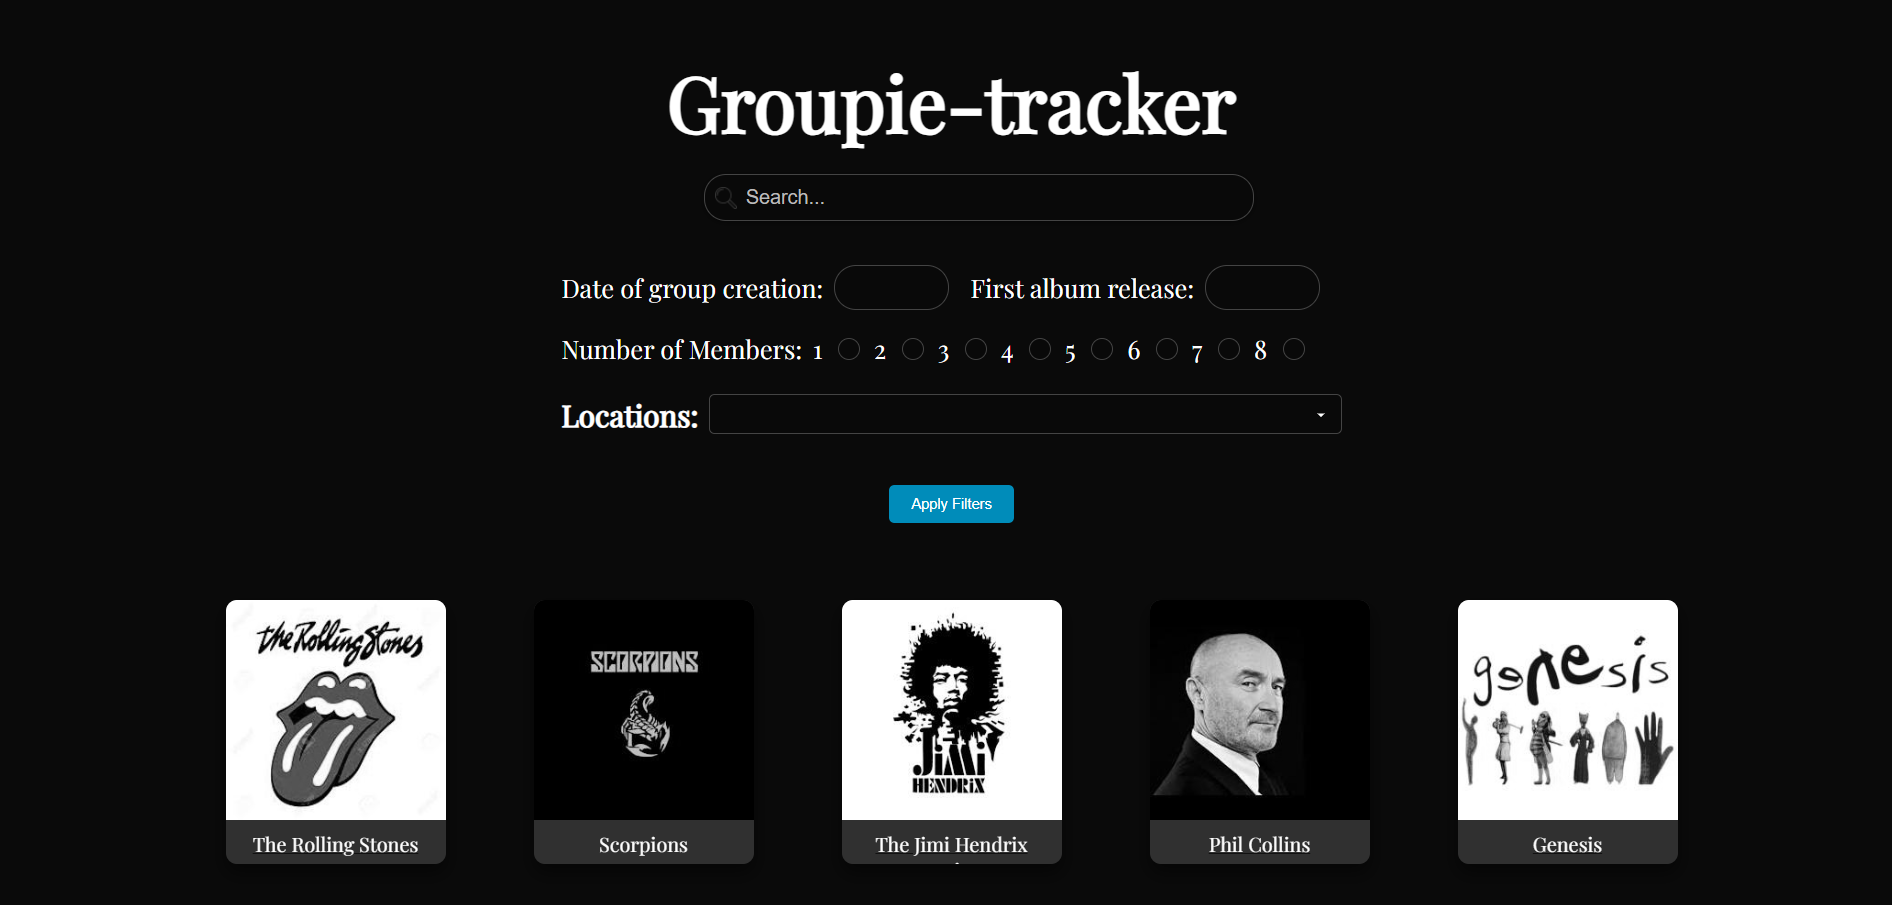 Groupie-tracker
Search...
Date of group creation: First album release:
Number of Members: 1 2 3 4 5 6 7 8
Locations:
Apply Filters
the Rolling Stones
SCORPIONS
JiMi
HENDRiX
genesis
The Rolling Stones
Scorpions
The Jimi Hendrix
Phil Collins
Genesis